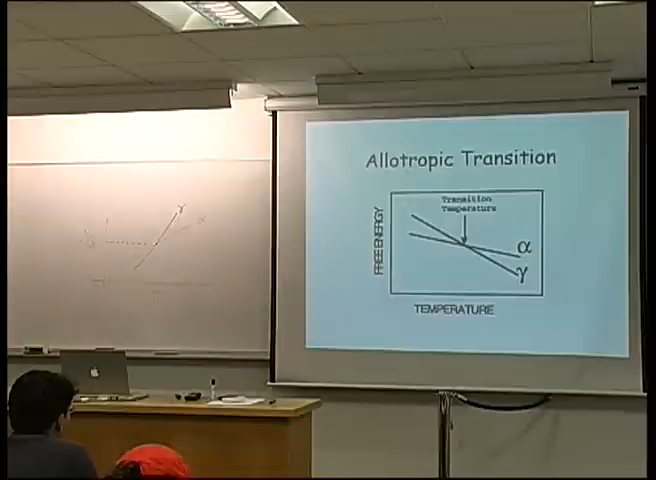 Allotropic Transition
Transition
Temperature
FREE ENERGY
α
γ
TEMPERATURE
γ